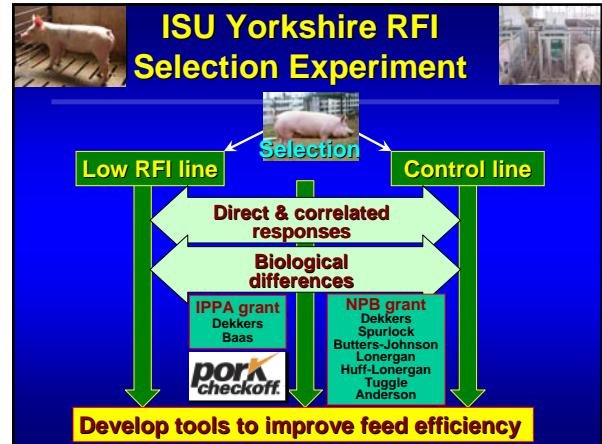 ISU Yorkshire RFI
Selection Experiment
Selection
Low RFI line
Control line
Direct & correlated
responses
Biological
differences
IPPA grant
Dekkers
Baas
NPB grant
Dekkers
Spurlock
Butters-Johnson
Lonergan
Huff-Lonergan
Tuggle
Anderson
pork
checkoff.
Develop tools to improve feed efficiency